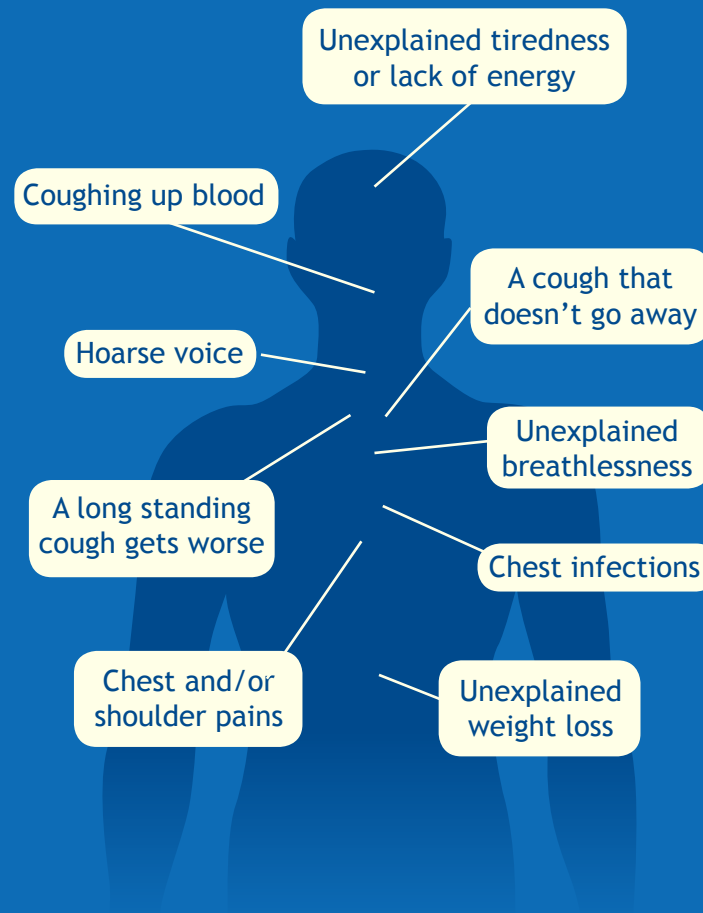 Unexplained tiredness
or lack of energy
Coughing up blood
A cough that
doesn’t go away
Hoarse voice
Unexplained
breathlessness
A long standing
cough gets worse
Chest infections
Chest and/or
shoulder pains
Unexplained
weight loss